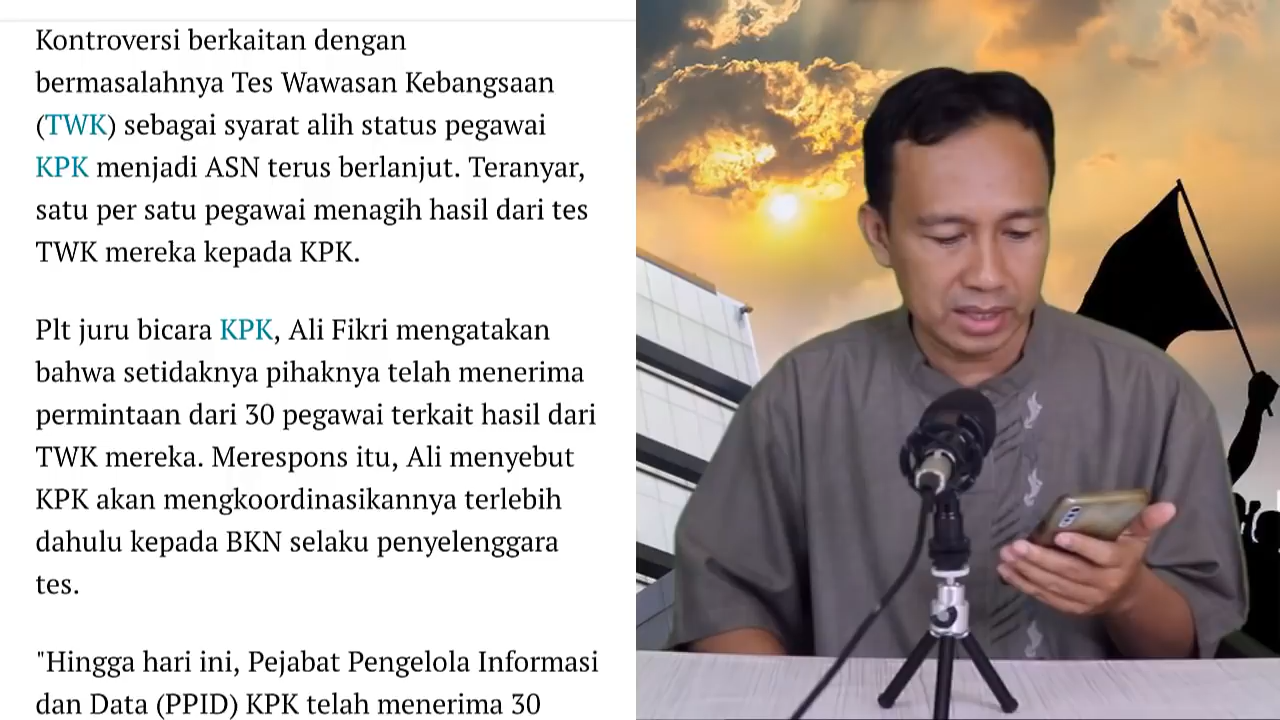 Kontroversi berkaitan dengan
bermasalahnya Tes Wawasan Kebangsaan
(TWK) sebagai syarat alih status pegawai
KPK menjadi ASN terus berlanjut. Teranyar,
satu per satu pegawai menagih hasil dari tes
TWK mereka kepada KPK.
Plt juru bicara KPK, Ali Fikri mengatakan
bahwa setidaknya pihaknya telah menerima
permintaan dari 30 pegawai terkait hasil dari
TWK mereka. Merespons itu, Ali menyebut
KPK akan mengkoordinasikannya terlebih
dahulu kepada BKN selaku penyelenggara
tes.
"Hingga hari ini, Pejabat Pengelola Informasi
dan Data (PPID) KPK telah menerima 30